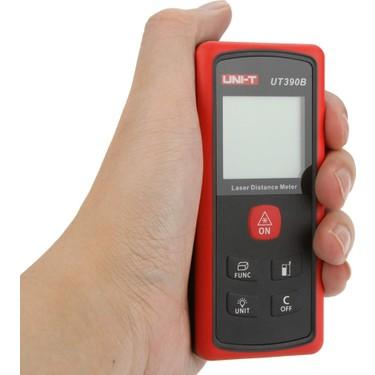 UNI-T UT390B
Laser Distance Meter
ON
FUNC
UNIT C OFF